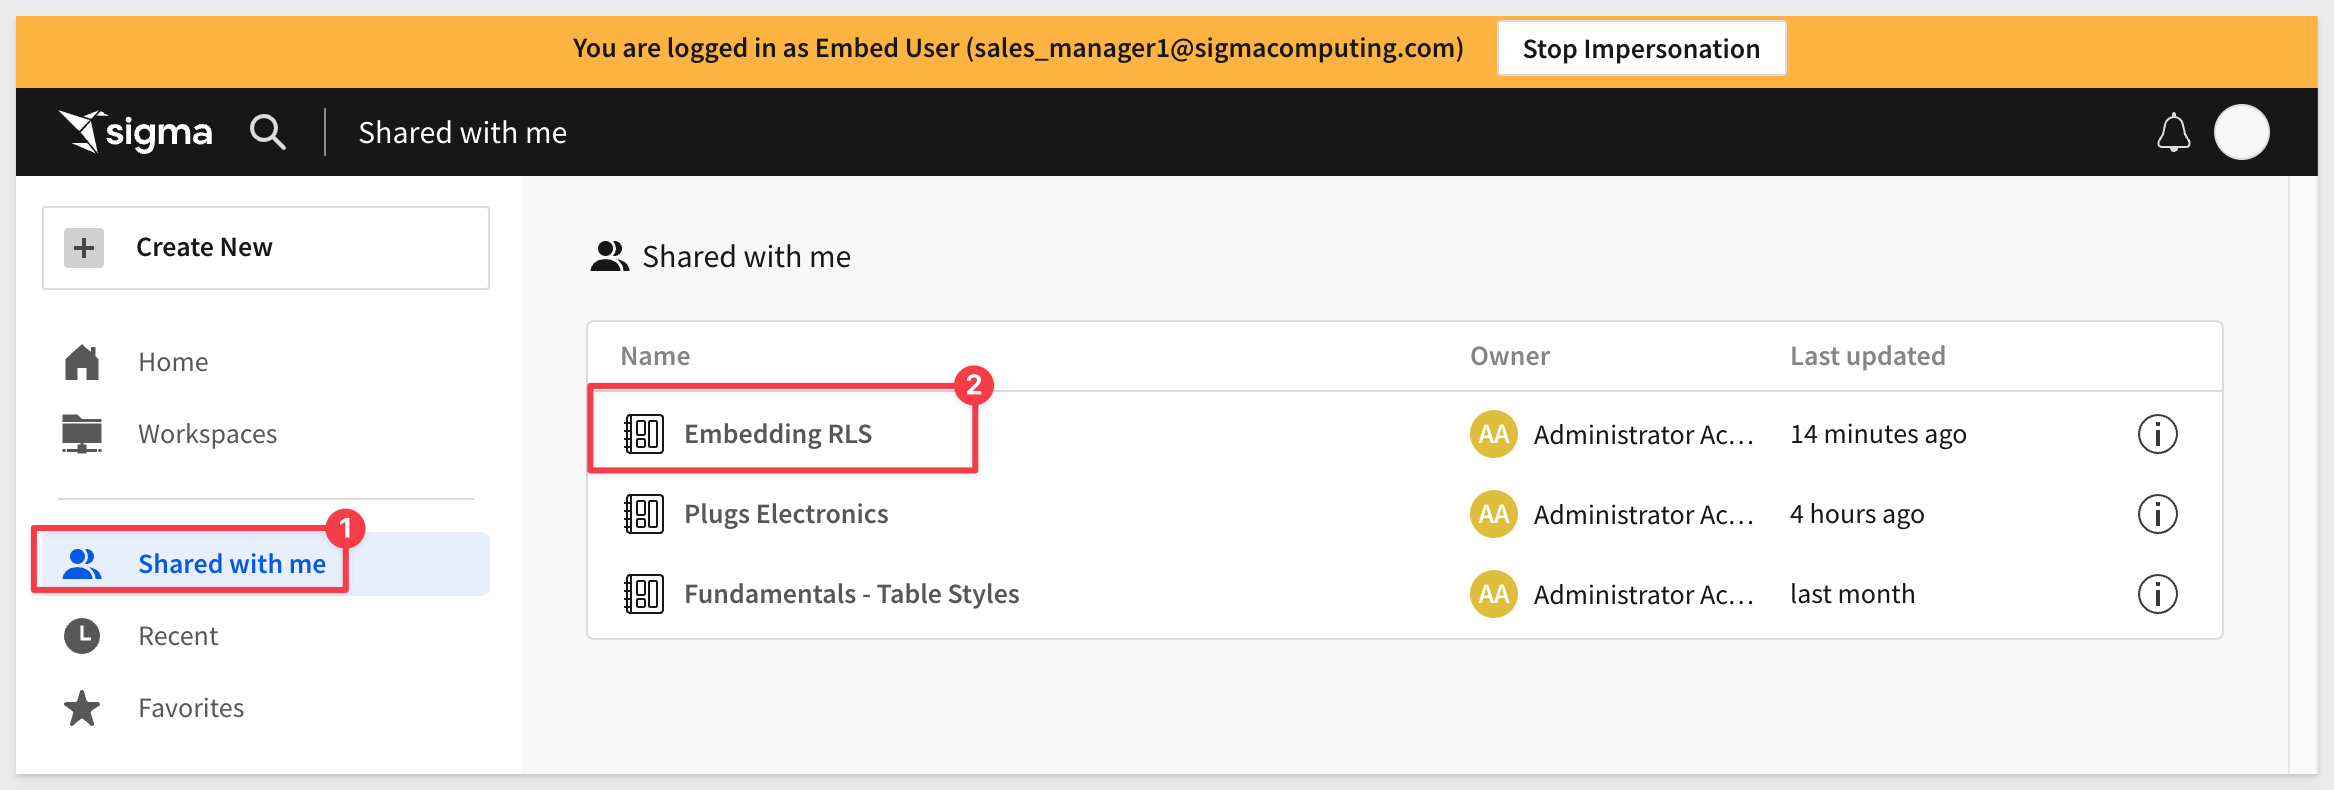 You are logged in as Embed User (sales_manager1@sigmacomputing.com) Stop Impersonation
sigma Shared with me
Create New
Home
Workspaces
1
Shared with me
Recent
Favorites
Shared with me
Name Owner Last updated
2
Embedding RLS AA Administrator Ac... 14 minutes ago
Plugs Electronics AA Administrator Ac... 4 hours ago
Fundamentals - Table Styles AA Administrator Ac... last month